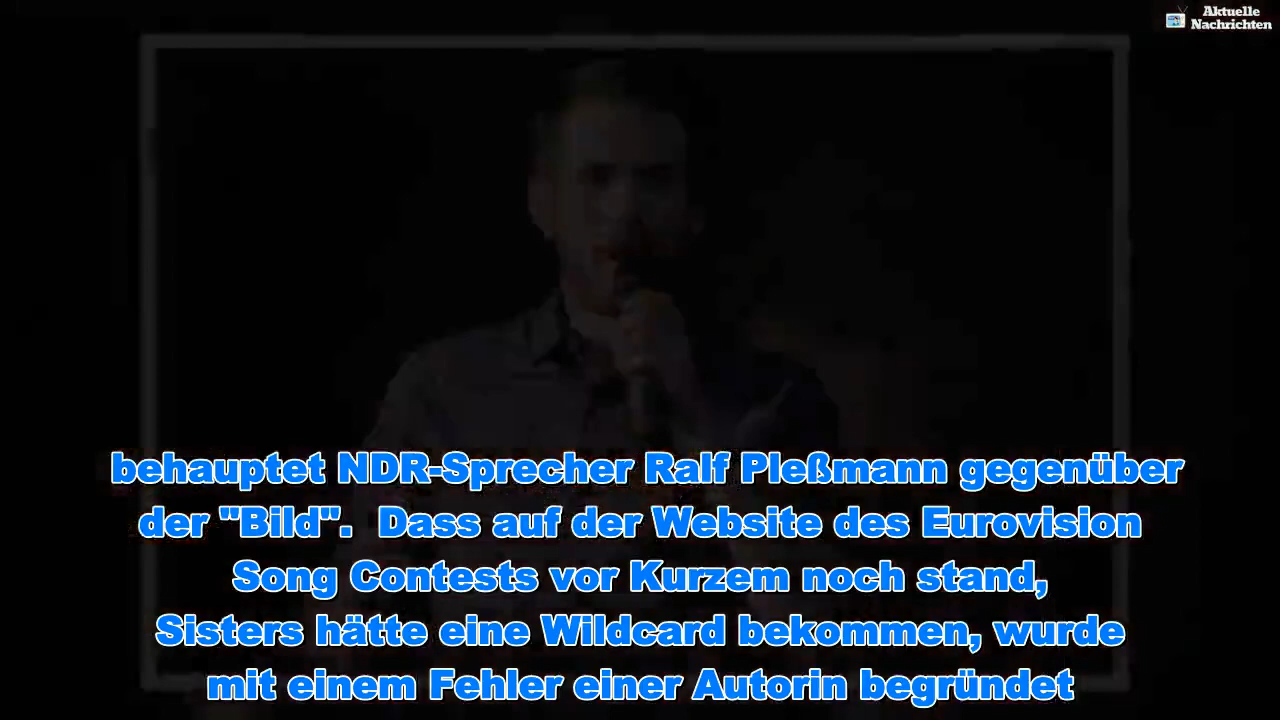 Aktuelle
Nachrichten
behauptet NDR-Sprecher Ralf Pleßmann gegenüber
der "Bild".  Dass auf der Website des Eurovision
Song Contests vor Kurzem noch stand,
Sisters hätte eine Wildcard bekommen, wurde
mit einem Fehler einer Autorin begründet